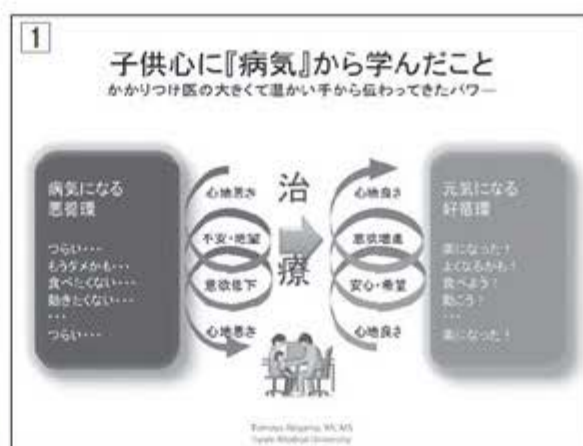 1
子供心に『病気』から学んだこと
かかりつけ医の大きくて温かい手から伝わってきたパワー
病気になる
悪循環
つらい・・・
もうダメかも・・・
食べたくない・・・
動きたくない・・・
・・・
つらい・・・
心地悪さ
不安・絶望
意欲低下
心地悪さ
治
療
心地良さ
意欲増進
安心・希望
心地良さ
元気になる
好循環
楽になった!
よくなるかも!
食べよう!
動こう!
・・・
楽になった!
Medical University